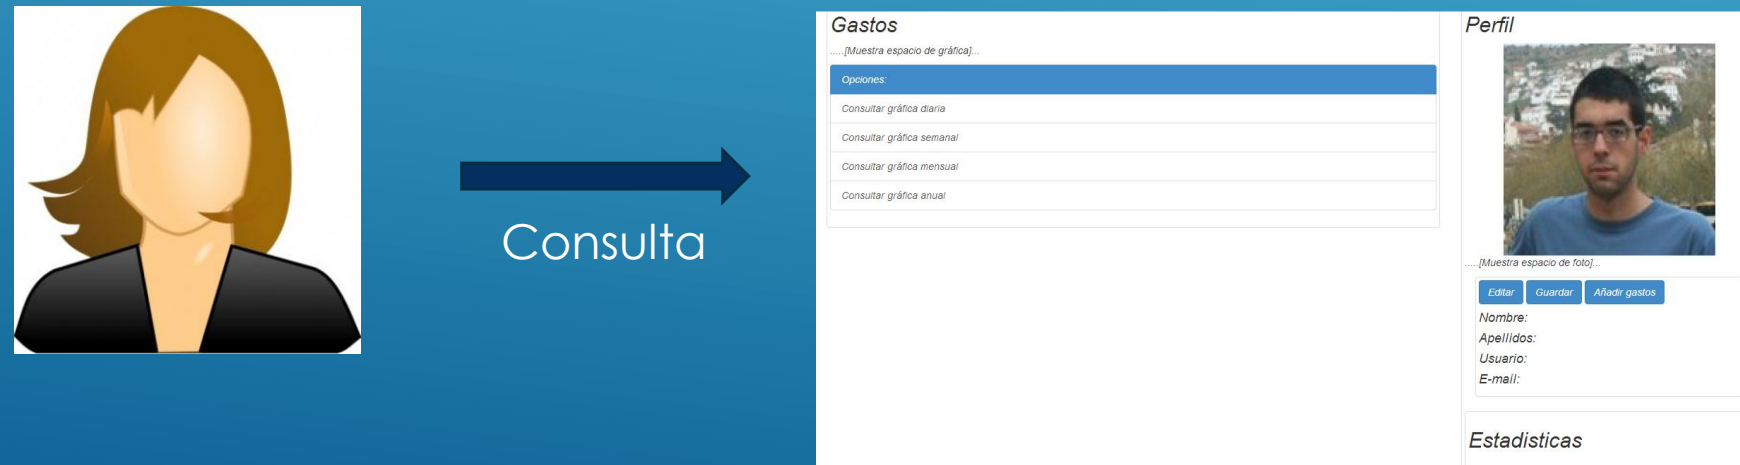 Consulta
Gastos
.....[Muestra espacio de gráfica]...
Opciones:
Consultar gráfica diaria
Consultar gráfica semanal
Consultar gráfica mensual
Consultar gráfica anual
Perfil
.....[Muestra espacio de foto]...
Editar Guardar Añadir gastos
Nombre:
Apellidos:
Usuario:
E-mail:
Estadisticas